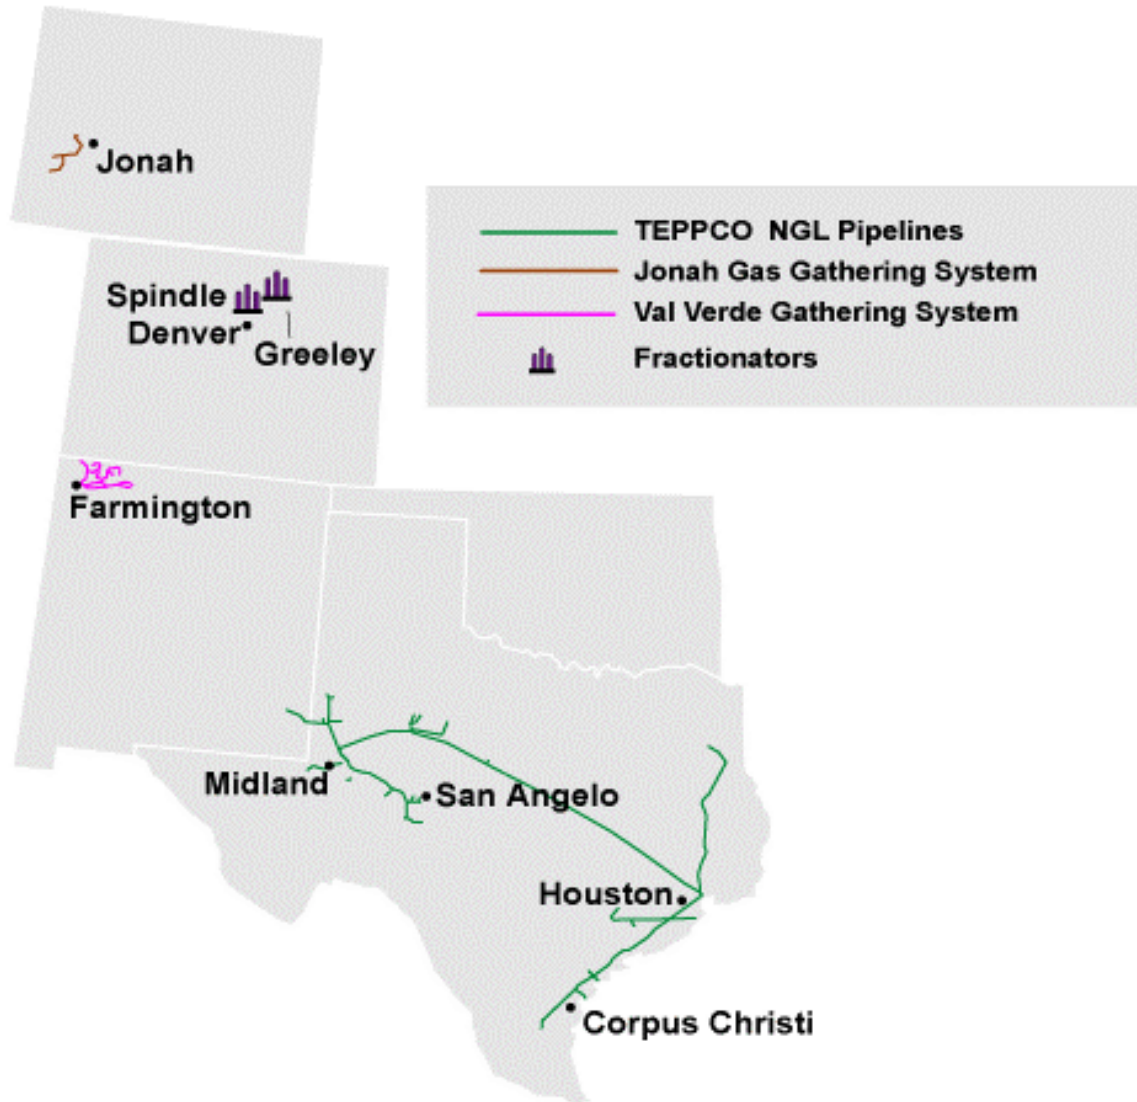 Jonah
TEPPCO NGL Pipelines
Jonah Gas Gathering System
Val Verde Gathering System
Fractionators
Spindle
Denver
Greeley
Farmington
Midland
San Angelo
Houston
Corpus Christi